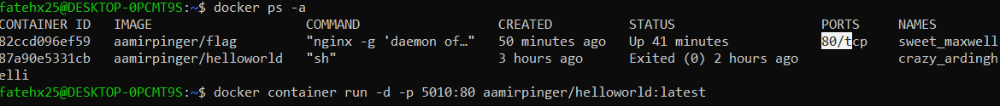 fatehx25@DESKTOP-0PCMT9S:~$ docker ps -a
CONTAINER ID   IMAGE                    COMMAND                  CREATED          STATUS                     PORTS     NAMES
82ccd096ef59   aamirpinger/flag         "nginx -g 'daemon of…"   50 minutes ago   Up 41 minutes              80/tcp    sweet_maxwell
87a90e5331cb   aamirpinger/helloworld   "sh"                     3 hours ago      Exited (0) 2 hours ago               crazy_ardingh
elli
fatehx25@DESKTOP-0PCMT9S:~$ docker container run -d -p 5010:80 aamirpinger/helloworld:latest